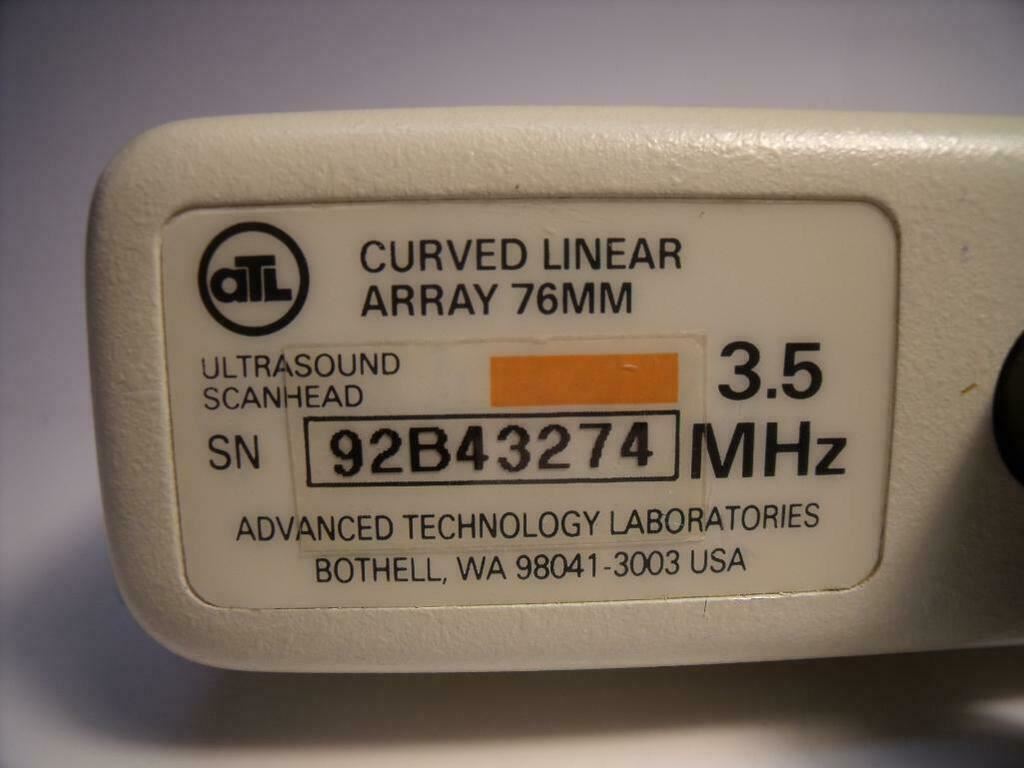 aTL
CURVED LINEAR
ARRAY 76MM
ULTRASOUND
SCANHEAD
3.5
MHz
SN 92B43274
ADVANCED TECHNOLOGY LABORATORIES
BOTHELL, WA 98041-3003 USA